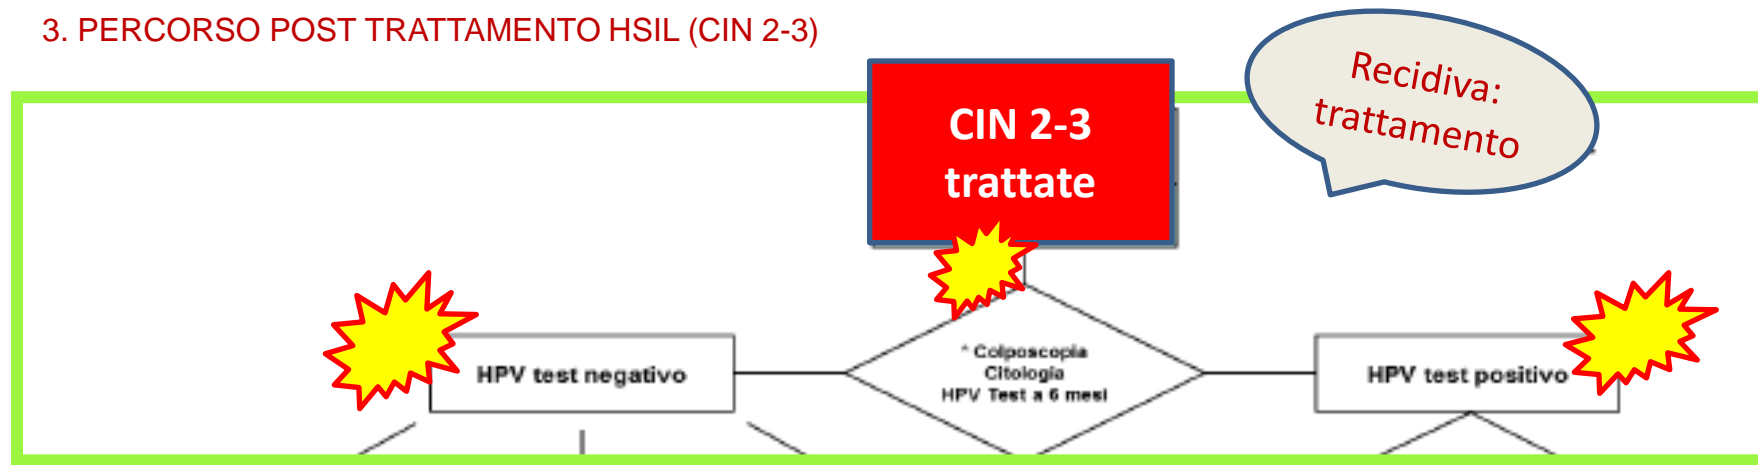 3. PERCORSO POST TRATTAMENTO HSIL (CIN 2-3)
Recidiva:
trattamento
CIN 2-3
trattate
HPV test negativo
* Colposcopia
Citologia
HPV Test a 6 mesi
HPV test positivo